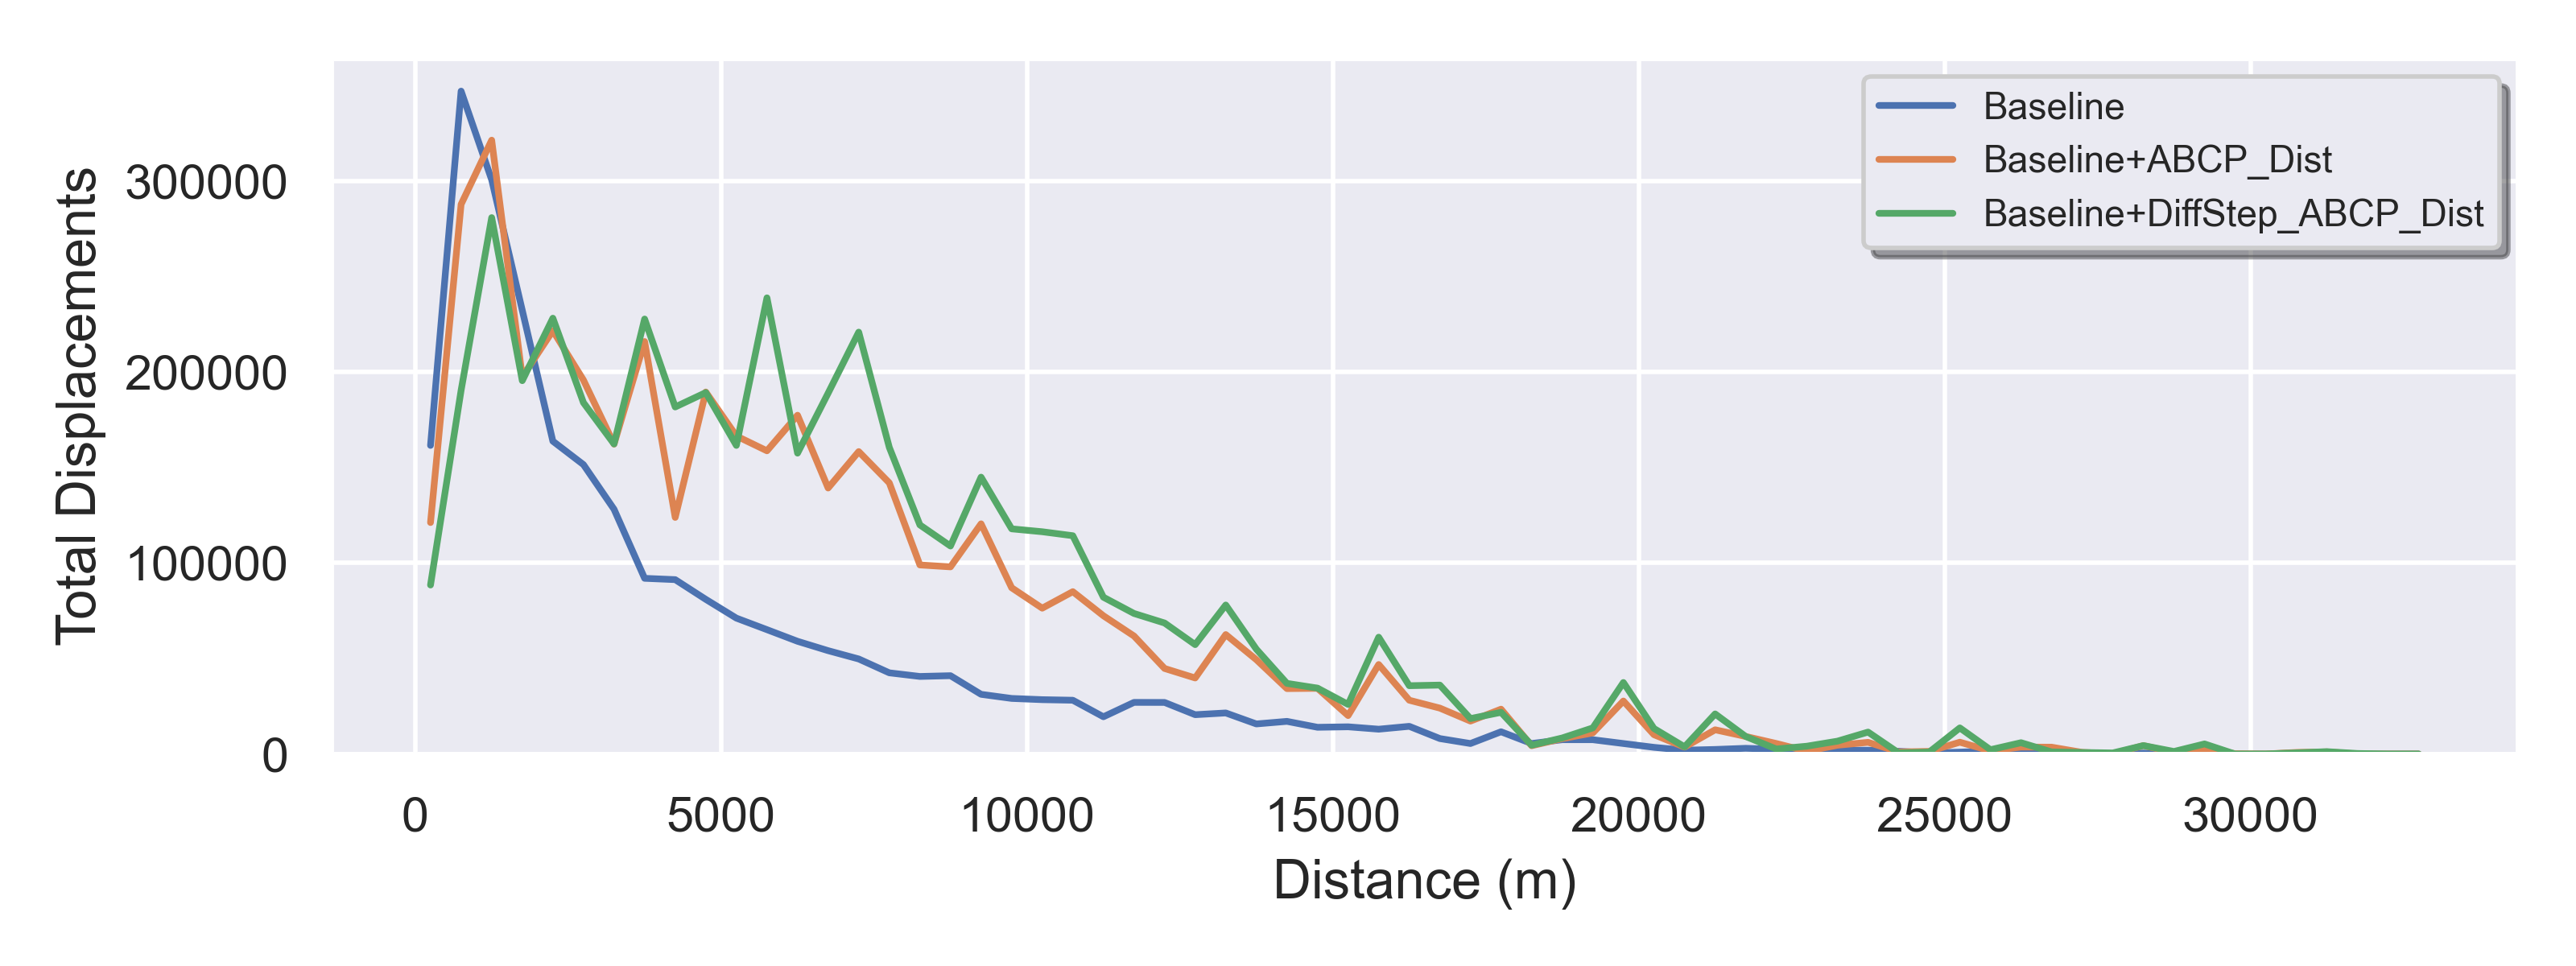 Baseline
Baseline+ABCP_Dist
Baseline+DiffStep_ABCP_Dist
Total Displacements
300000
200000
100000
0
0 5000 10000 15000 20000 25000 30000
Distance (m)